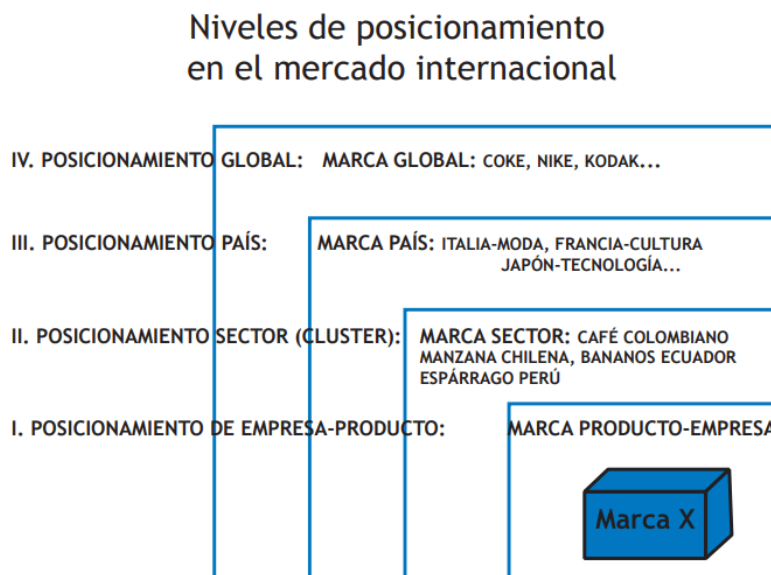 Niveles de posicionamiento
en el mercado internacional
IV. POSICIONAMIENTO GLOBAL: MARCA GLOBAL: COKE, NIKE, KODAK...
III. POSICIONAMIENTO PAÍS: MARCA PAÍS: ITALIA-MODA, FRANCIA-CULTURA
JAPÓN-TECNOLOGÍA...
II. POSICIONAMIENTO SECTOR (CLUSTER): MARCA SECTOR: CAFÉ COLOMBIANO
MANZANA CHILENA, BANANOS ECUADOR
ESPÁRRAGO PERÚ
I. POSICIONAMIENTO DE EMPRESA-PRODUCTO: MARCA PRODUCTO-EMPRESA
Marca X